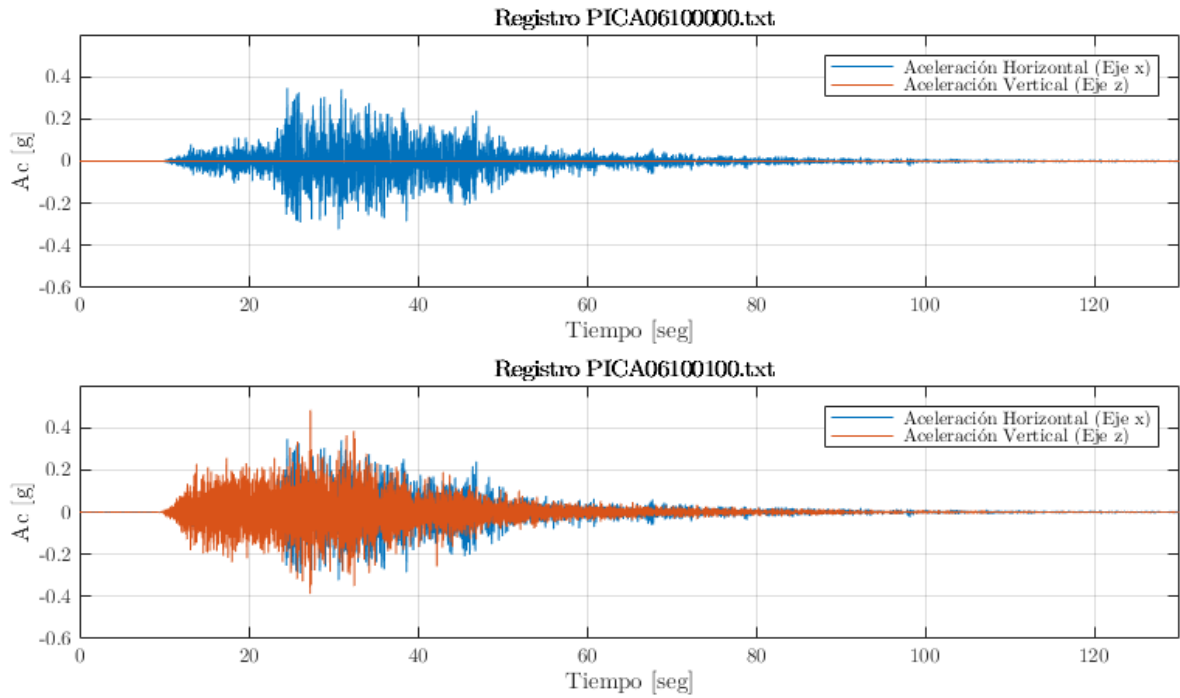 Registro PICA06100000.txt
Aceleración Horizontal (Eje x)
Aceleración Vertical (Eje z)
0.4
0.2
0
-0.2
-0.4
-0.6
Ac [g]
0 20 40 60 80 100 120
Tiempo [seg]
Registro PICA06100100.txt
Aceleración Horizontal (Eje x)
Aceleración Vertical (Eje z)
0.4
0.2
0
-0.2
-0.4
-0.6
Ac [g]
0 20 40 60 80 100 120
Tiempo [seg]